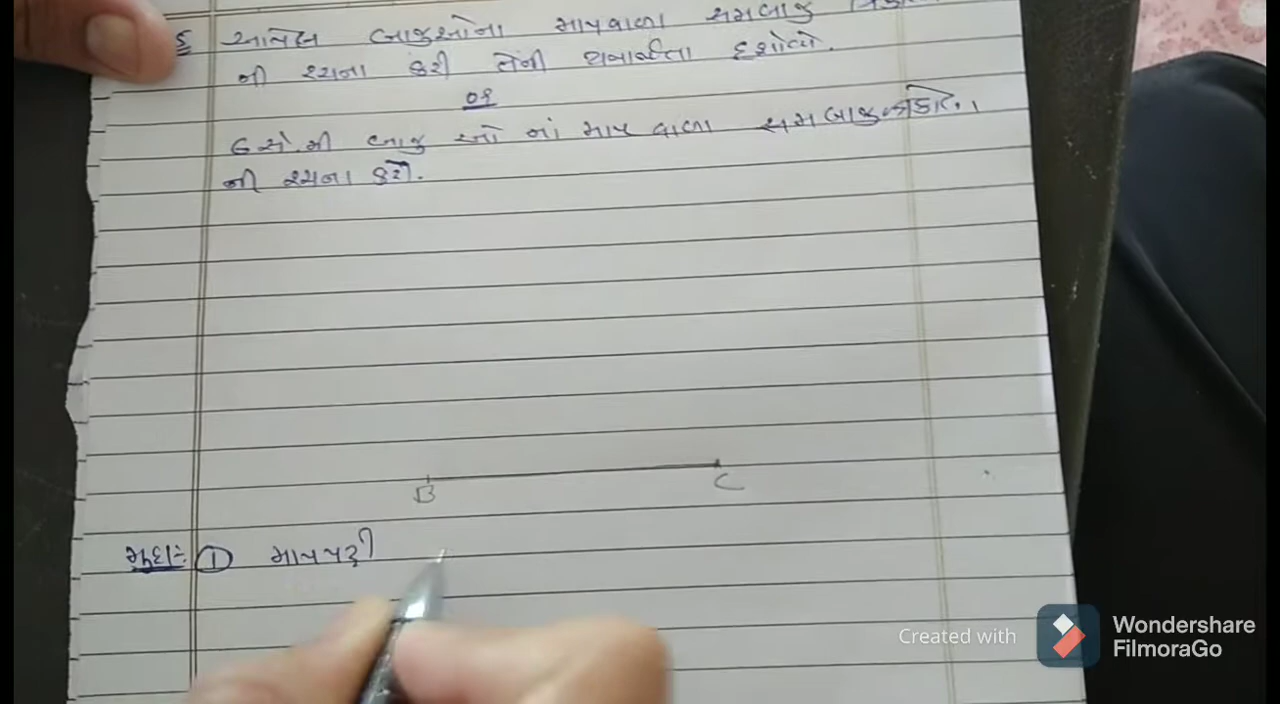 આપેલ બાજુઓના માપવાળા સમબાજુ
ની રચના કરી તેની યથાર્થતા દર્શાવો.
OR
6 સે.મી બાજુ ઓ નાં માપ વાળા સમબાજુ ત્રિકોણ
ની રચના કરો.
B C
મુદ્દા:- ① માપપટ્ટી
Created with Wondershare FilmoraGo